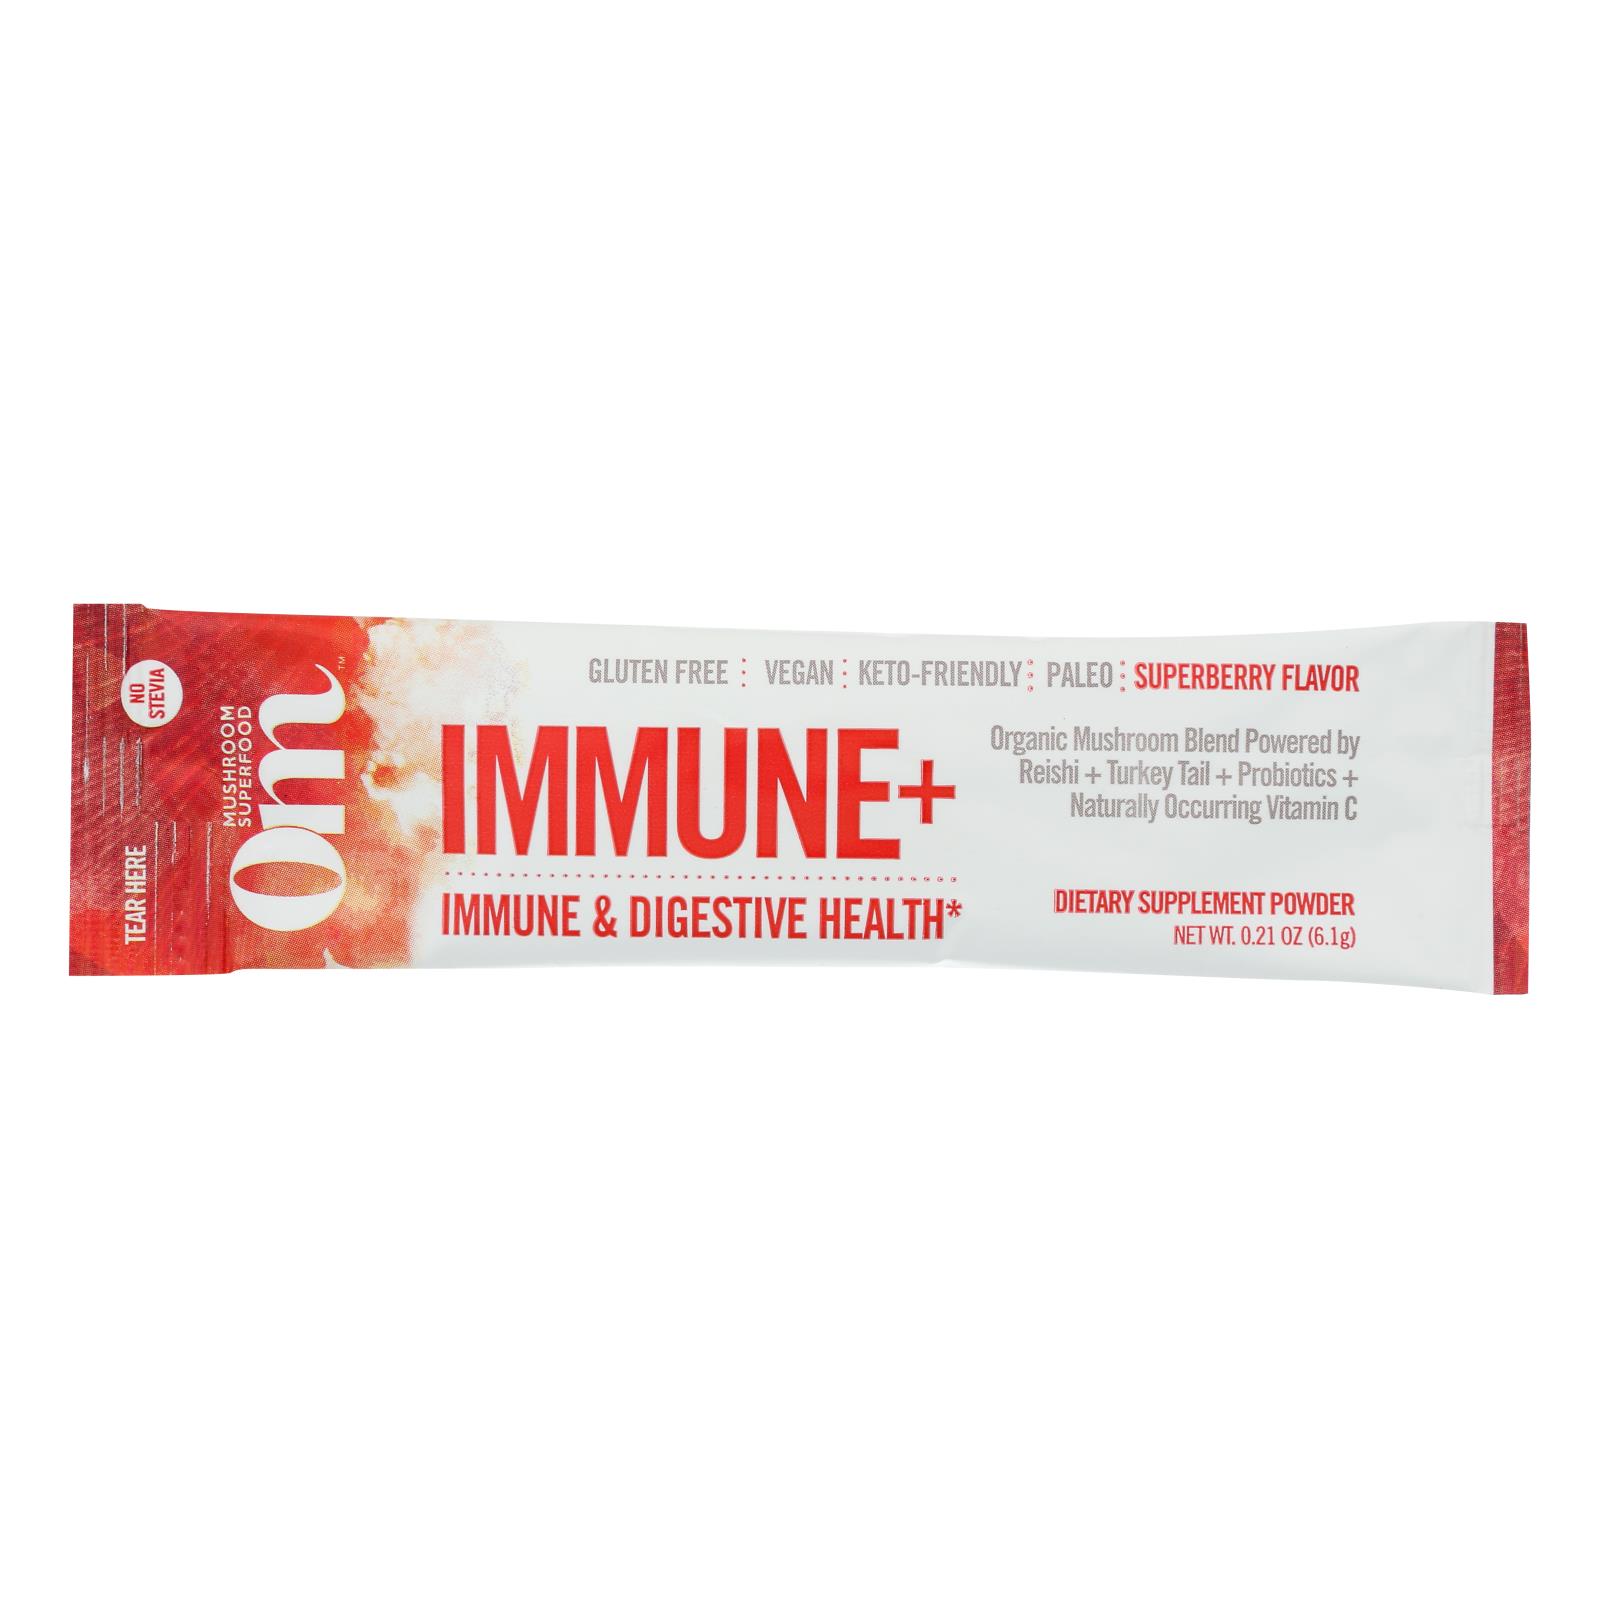 TEAR HERE
NO
STEVIA
MUSHROOM
SUPERFOOD
om™
GLUTEN FREE ⋮ VEGAN ⋮ KETO-FRIENDLY ⋮ PALEO ⋮ SUPERBERRY FLAVOR
IMMUNE+
IMMUNE & DIGESTIVE HEALTH*
Organic Mushroom Blend Powered by
Reishi + Turkey Tail + Probiotics +
Naturally Occurring Vitamin C
DIETARY SUPPLEMENT POWDER
NET WT. 0.21 OZ (6.1g)